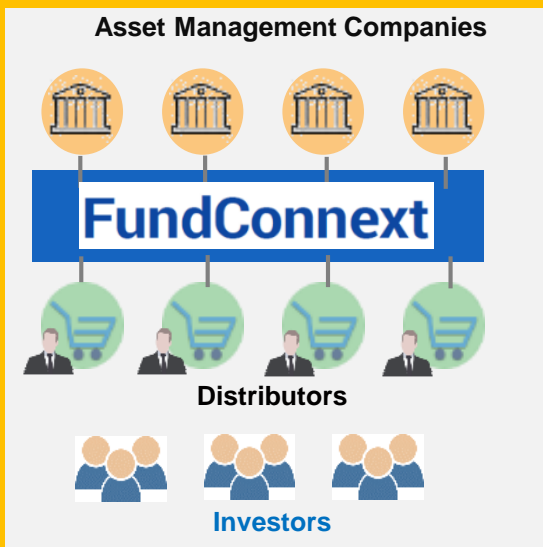 Asset Management Companies
FundConnext
Distributors
Investors